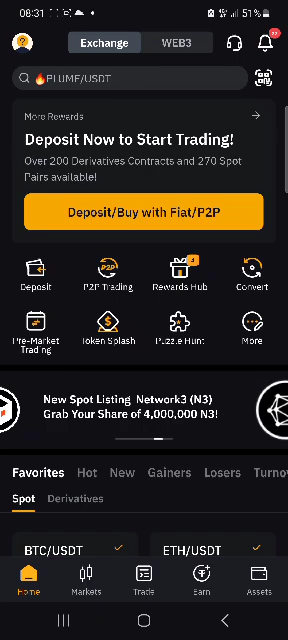 08:31
51%
Exchange
WEB3
22
🔥PLUME/USDT
More Rewards
Deposit Now to Start Trading!
Over 200 Derivatives Contracts and 270 Spot
Pairs available!
Deposit/Buy with Fiat/P2P
P2P
4
Deposit
P2P Trading
Rewards Hub
Convert
Pre-Market
Trading
Token Splash
Puzzle Hunt
More
New Spot Listing Network3 (N3)
Grab Your Share of 4,000,000 N3!
Favorites Hot New Gainers Losers Turnov
Spot Derivatives
BTC/USDT
ETH/USDT
Home
Markets
Trade
Earn
Assets